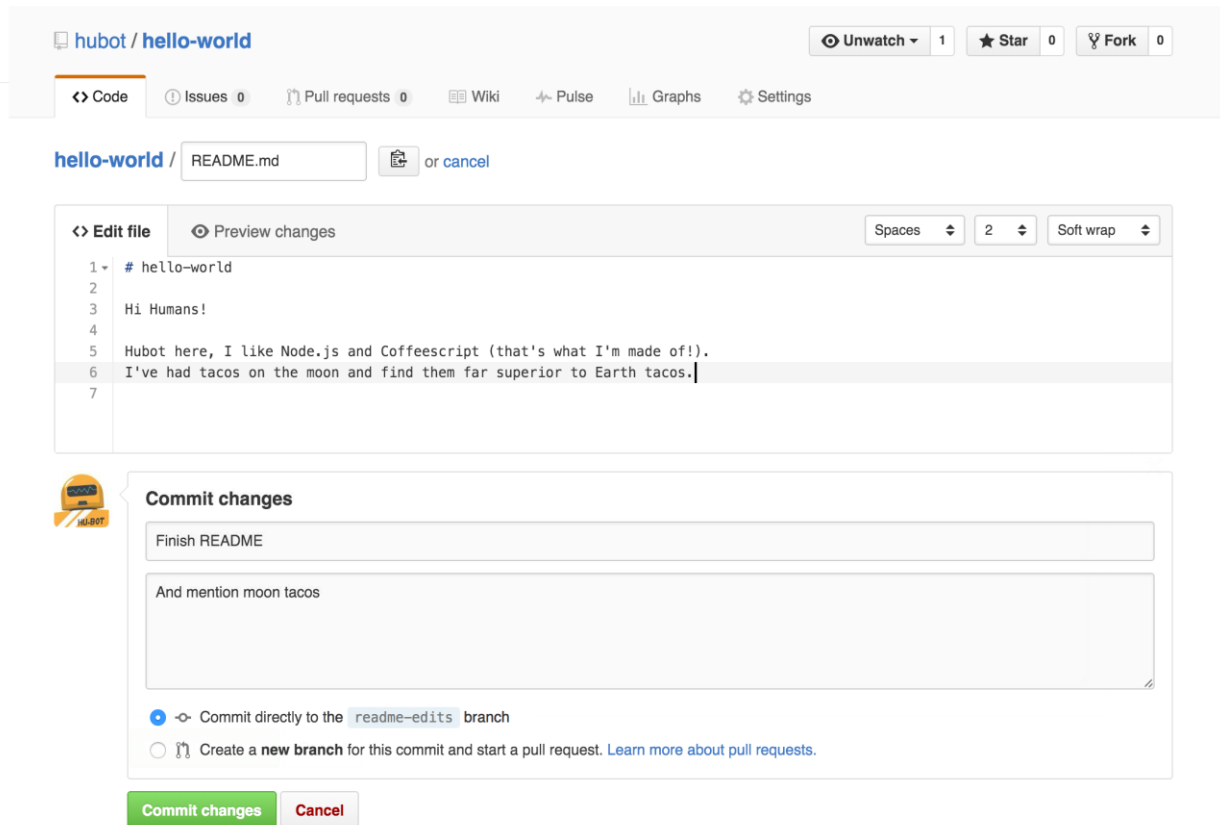 hubot / hello-world
Unwatch 1 Star 0 Fork 0
<> Code Issues 0 Pull requests 0 Wiki Pulse Graphs Settings
hello-world / README.md or cancel
<> Edit file Preview changes Spaces 2 Soft wrap
1 # hello-world
2
3 Hi Humans!
4
5 Hubot here, I like Node.js and Coffeescript (that's what I'm made of!).
6 I've had tacos on the moon and find them far superior to Earth tacos.
7
HU-BOT
Commit changes
Finish README
And mention moon tacos
Commit directly to the readme-edits branch
Create a new branch for this commit and start a pull request. Learn more about pull requests.
Commit changes Cancel